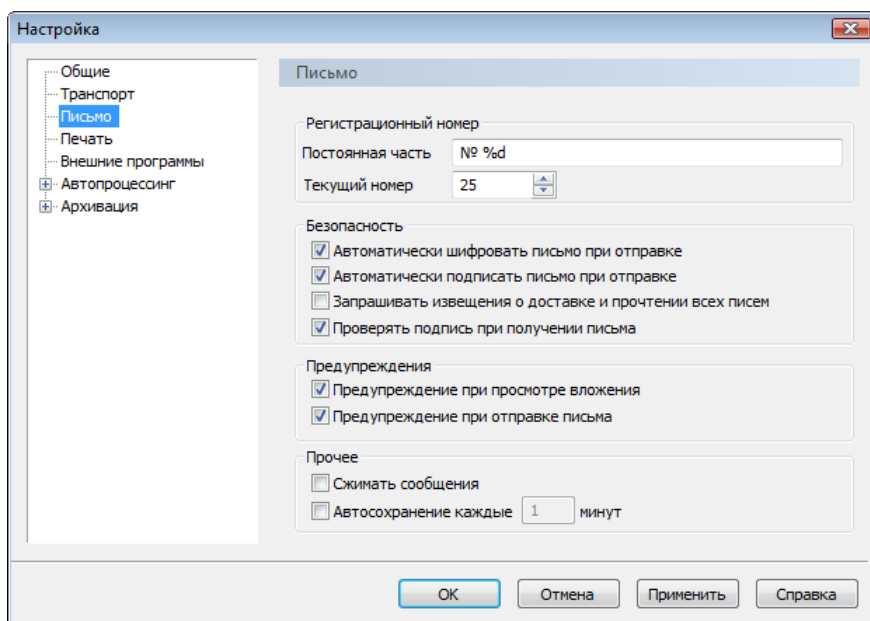 Настройка
Общие
Транспорт
Письмо
Печать
Внешние программы
Автопроцессинг
Архивация
Письмо
Регистрационный номер
Постоянная часть № %d
Текущий номер 25
Безопасность
Автоматически шифровать письмо при отправке
Автоматически подписать письмо при отправке
Запрашивать извещения о доставке и прочтении всех писем
Проверять подпись при получении письма
Предупреждения
Предупреждение при просмотре вложения
Предупреждение при отправке письма
Прочее
Сжимать сообщения
Автосохранение каждые 1 минут
OK Отмена Применить Справка